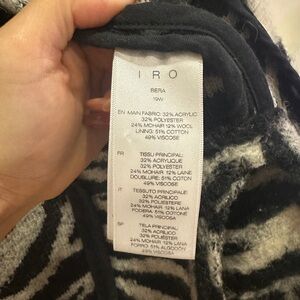 IRO
BERA
19W
EN MAIN FABRIC: 32% ACRYLIC
32% POLYESTER
24% MOHAIR 12% WOOL
LINING: 51% COTTON
49% VISCOSE
FR TISSU PRINCIPAL:
32% ACRYLIQUE
32% POLYESTER
24% MOHAIR 12% LAINE
DOUBLURE: 51% COTON
49% VISCOSE
IT TESSUTO PRINCIPALE:
32% ACRILICO
32% POLIESTERE
24% MOHAIR 12% LANA
FODERA: 51% COTONE
49% VISCOSA
SP TELA PRINCIPAL:
32% ACRILICO
32% POLIESTER
24% MOHAIR 12% LANA
FORRO: 51% ALGODÓN
49% VISCOSA